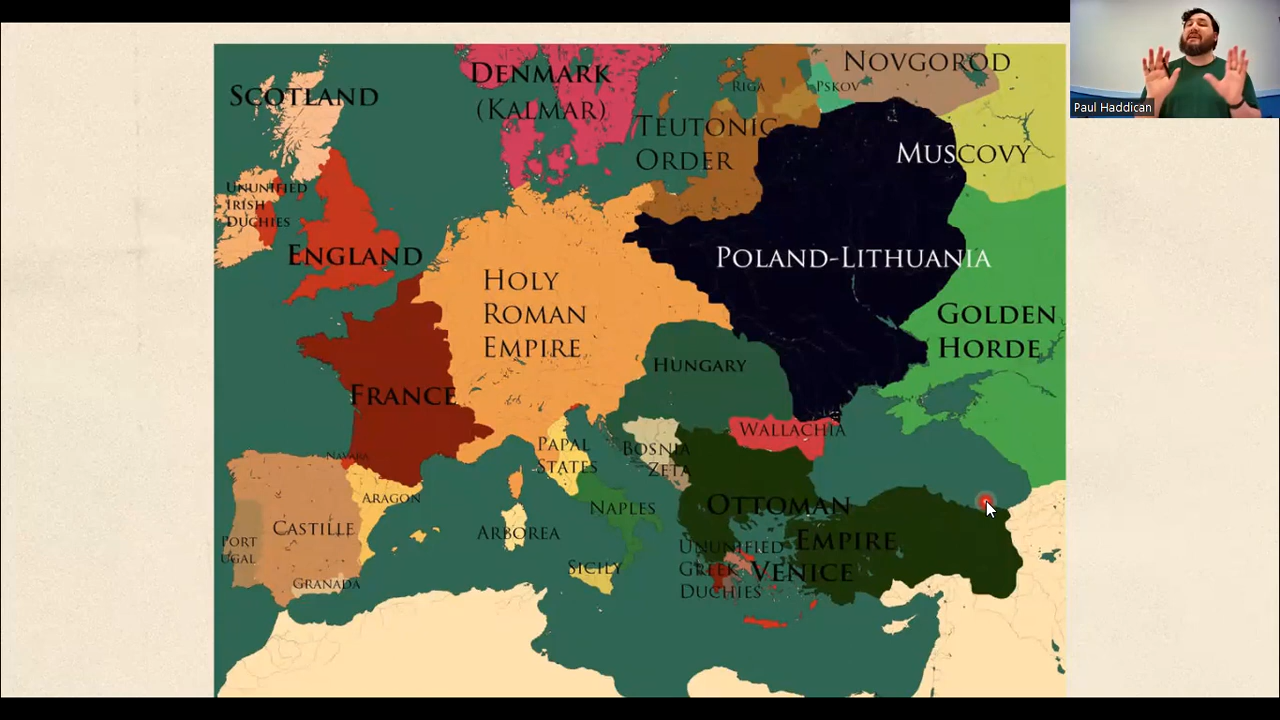 Paul Haddican
SCOTLAND
DENMARK
(KALMAR)
RIGA
PSKOV
NOVGOROD
TEUTONIC
ORDER
MUSCOVY
UNUNIFIED
IRISH
DUCHIES
ENGLAND
HOLY
ROMAN
EMPIRE
POLAND-LITHUANIA
GOLDEN
HORDE
HUNGARY
FRANCE
WALLACHIA
PAPAL
STATES
BOSNIA
ZETA
NAVARA
ARAGON
CASTILLE
PORT
UGAL
GRANADA
ARBOREA
NAPLES
SICILY
OTTOMAN
EMPIRE
UNUNIFIED
GREEK
DUCHIES
VENICE